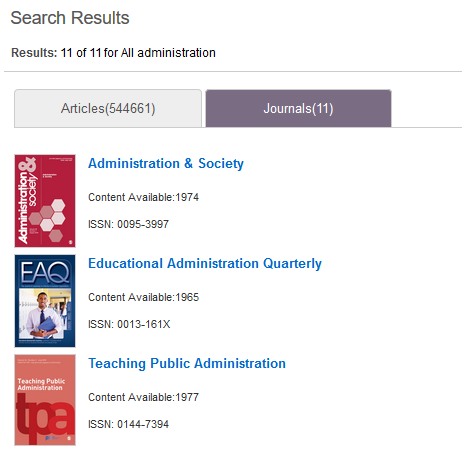 Search Results
Results: 11 of 11 for All administration
Articles(544661)
Journals(11)
Administration & society
Administration & Society
Content Available:1974
ISSN: 0095-3997
EAQ
Educational Administration Quarterly
Content Available:1965
ISSN: 0013-161X
Teaching Public
Administration
tpa
Teaching Public Administration
Content Available:1977
ISSN: 0144-7394